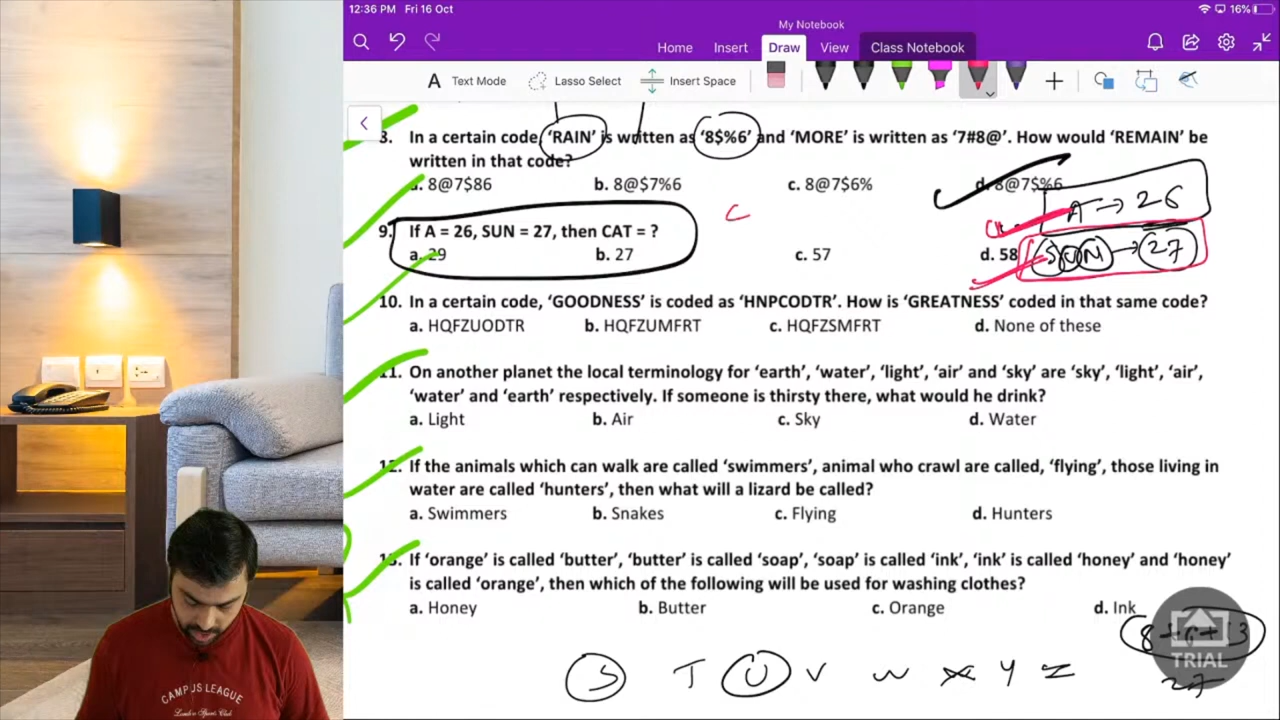 12:36 PM Fri 16 Oct
16%
My Notebook
Home Insert Draw View Class Notebook
Text Mode Lasso Select Insert Space
8. In a certain code, ‘RAIN’ is written as ‘8$%6’ and ‘MORE’ is written as ‘7#8@’. How would ‘REMAIN’ be
written in that code?
a. 8@7$86 b. 8@$7%6 c. 8@7$6% d. 8@7$%6
A → 26
C
9. If A = 26, SUN = 27, then CAT = ?
a. 29 b. 27 c. 57 d. 58
SUN → 27
10. In a certain code, ‘GOODNESS’ is coded as ‘HNPCODTR’. How is ‘GREATNESS’ coded in that same code?
a. HQFZUODTR b. HQFZUMFRT c. HQFZSMFRT d. None of these
11. On another planet the local terminology for ‘earth’, ‘water’, ‘light’, ‘air’ and ‘sky’ are ‘sky’, ‘light’, ‘air’,
‘water’ and ‘earth’ respectively. If someone is thirsty there, what would he drink?
a. Light b. Air c. Sky d. Water
12. If the animals which can walk are called ‘swimmers’, animal who crawl are called, ‘flying’, those living in
water are called ‘hunters’, then what will a lizard be called?
a. Swimmers b. Snakes c. Flying d. Hunters
13. If ‘orange’ is called ‘butter’, ‘butter’ is called ‘soap’, ‘soap’ is called ‘ink’, ‘ink’ is called ‘honey’ and ‘honey’
is called ‘orange’, then which of the following will be used for washing clothes?
a. Honey b. Butter c. Orange d. Ink
TRIAL
S T U V W X Y Z
27
CAMPUS LEAGUE
London Sports Club